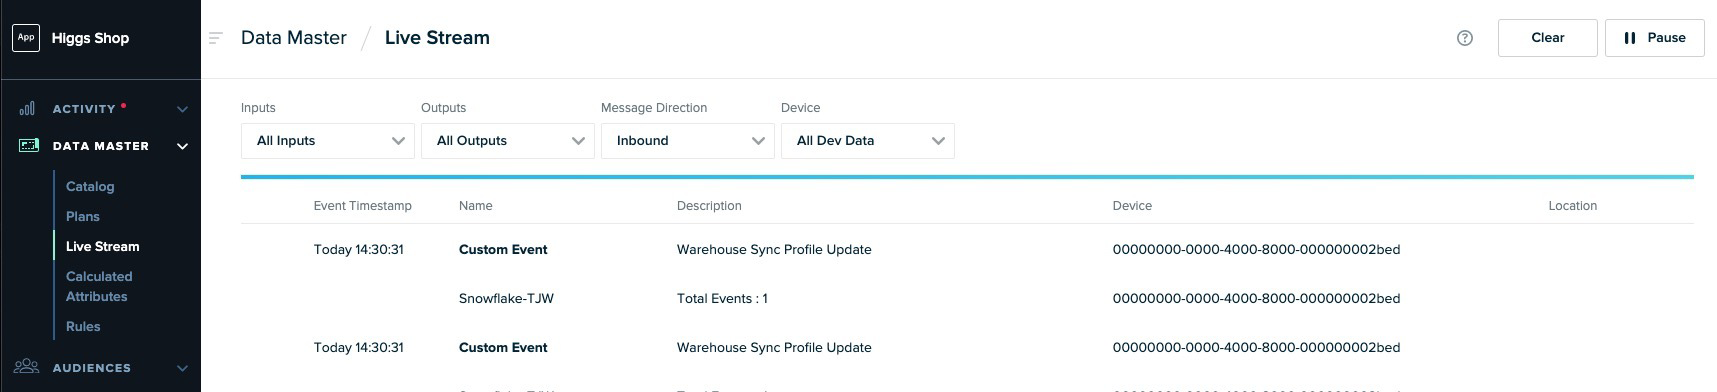 App Higgs Shop
Data Master / Live Stream
Clear
Pause
ACTIVITY
DATA MASTER
Catalog
Plans
Live Stream
Calculated
Attributes
Rules
AUDIENCES
Inputs Outputs Message Direction Device
All Inputs All Outputs Inbound All Dev Data
Event Timestamp Name Description Device Location
Today 14:30:31 Custom Event Warehouse Sync Profile Update 00000000-0000-4000-8000-000000002bed
Snowflake-TJW Total Events : 1 00000000-0000-4000-8000-000000002bed
Today 14:30:31 Custom Event Warehouse Sync Profile Update 00000000-0000-4000-8000-000000002bed